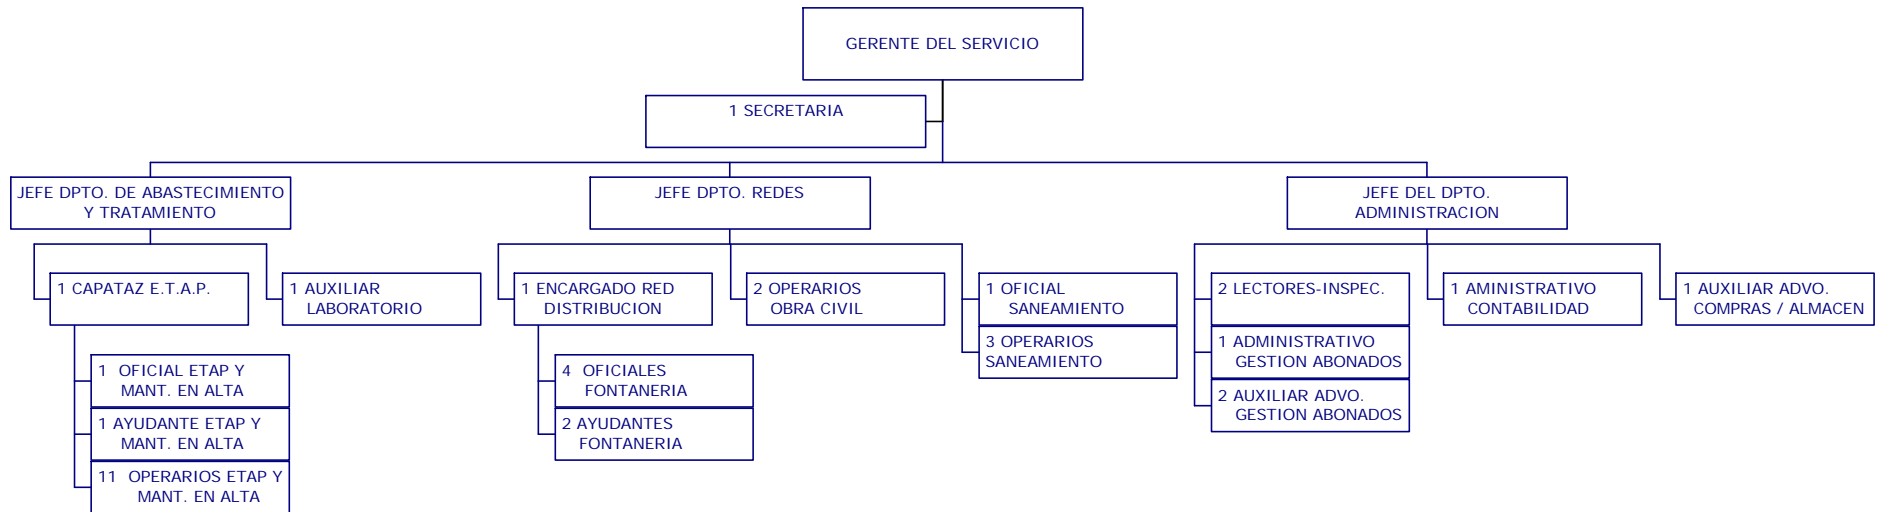 GERENTE DEL SERVICIO
1 SECRETARIA
JEFE DPTO. DE ABASTECIMIENTO
Y TRATAMIENTO
JEFE DPTO. REDES
JEFE DEL DPTO.
ADMINISTRACION
1 CAPATAZ E.T.A.P.
1 AUXILIAR
LABORATORIO
1 ENCARGADO RED
DISTRIBUCION
2 OPERARIOS
OBRA CIVIL
1 OFICIAL
SANEAMIENTO
3 OPERARIOS
SANEAMIENTO
2 LECTORES-INSPEC.
1 AMINISTRATIVO
CONTABILIDAD
1 AUXILIAR ADVO.
COMPRAS / ALMACEN
1 ADMINISTRATIVO
GESTION ABONADOS
2 AUXILIAR ADVO.
GESTION ABONADOS
1 OFICIAL ETAP Y
MANT. EN ALTA
1 AYUDANTE ETAP Y
MANT. EN ALTA
11 OPERARIOS ETAP Y
MANT. EN ALTA
4 OFICIALES
FONTANERIA
2 AYUDANTES
FONTANERIA